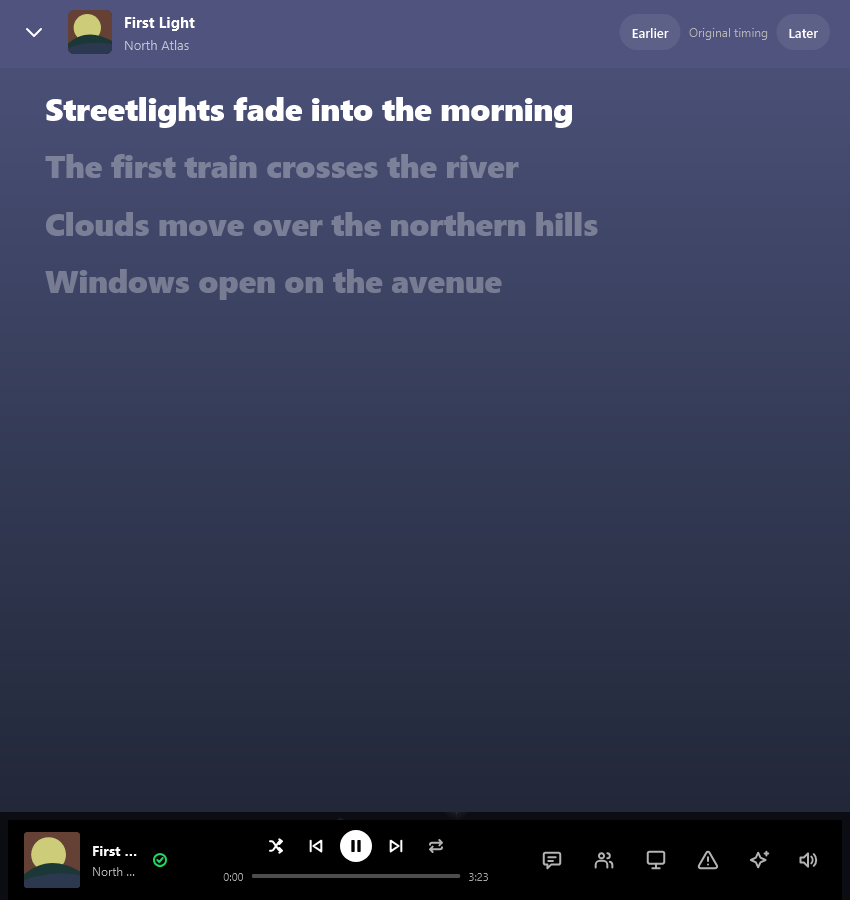 First Light
North Atlas
Earlier
Original timing
Later
Streetlights fade into the morning
The first train crosses the river
Clouds move over the northern hills
Windows open on the avenue
First ...
North ...
0:00
3:23